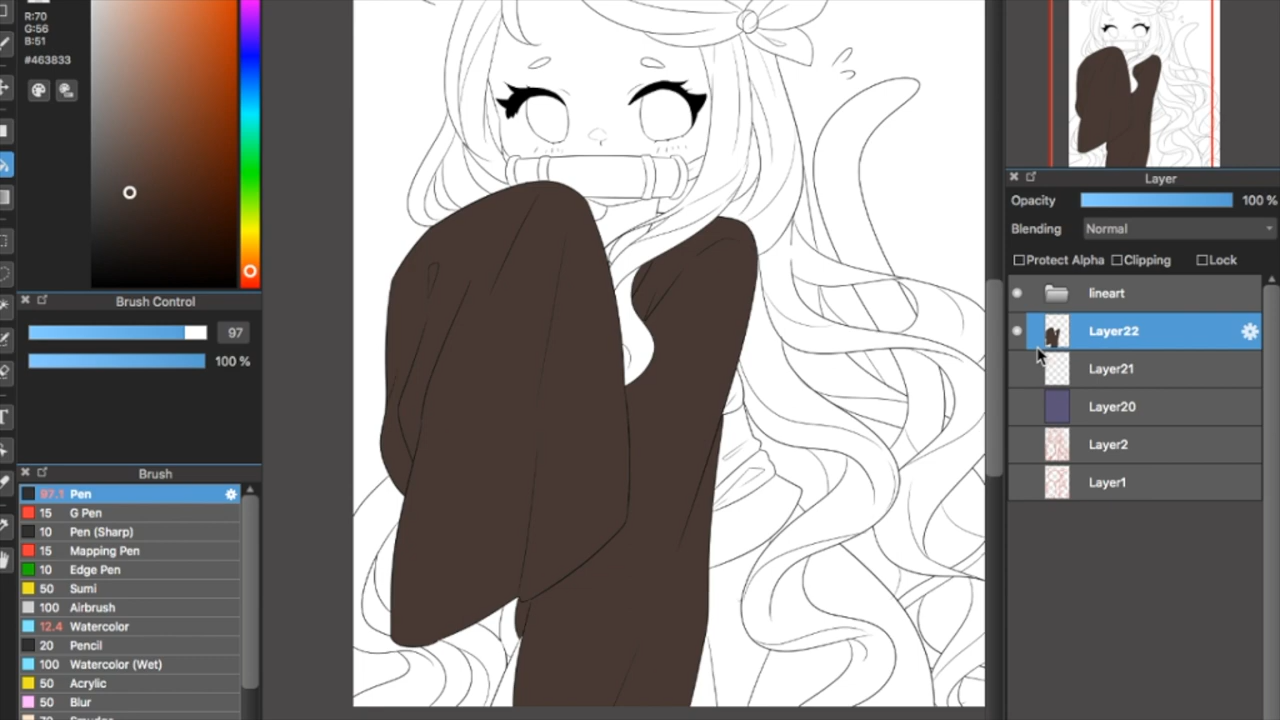 R:70
G:56
B:51
#463833
Brush Control
97
100 %
Brush
97.1 Pen
15 G Pen
10 Pen (Sharp)
15 Mapping Pen
10 Edge Pen
50 Sumi
100 Airbrush
12.4 Watercolor
20 Pencil
100 Watercolor (Wet)
50 Acrylic
50 Blur
Layer
Opacity 100 %
Blending Normal
Protect Alpha Clipping Lock
lineart
Layer22
Layer21
Layer20
Layer2
Layer1